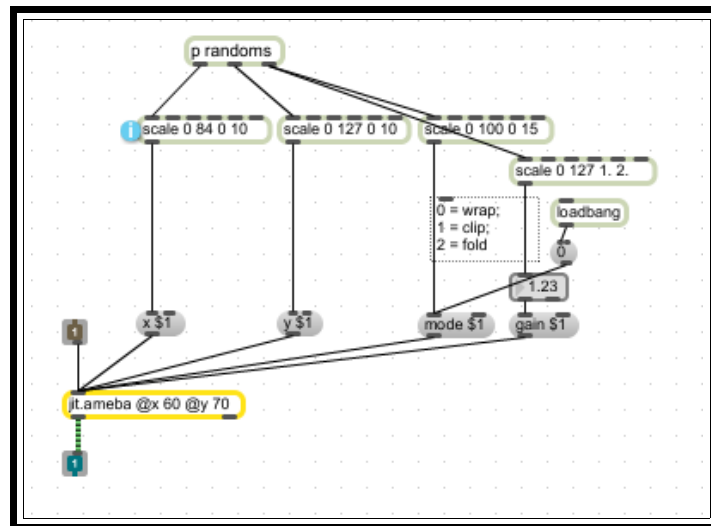 p randoms
i
scale 0 84 0 10
scale 0 127 0 10
scale 0 100 0 15
scale 0 127 1. 2.
0 = wrap;
1 = clip;
2 = fold
loadbang
0
1.23
1
x $1
y $1
mode $1
gain $1
jit.ameba @x 60 @y 70
1